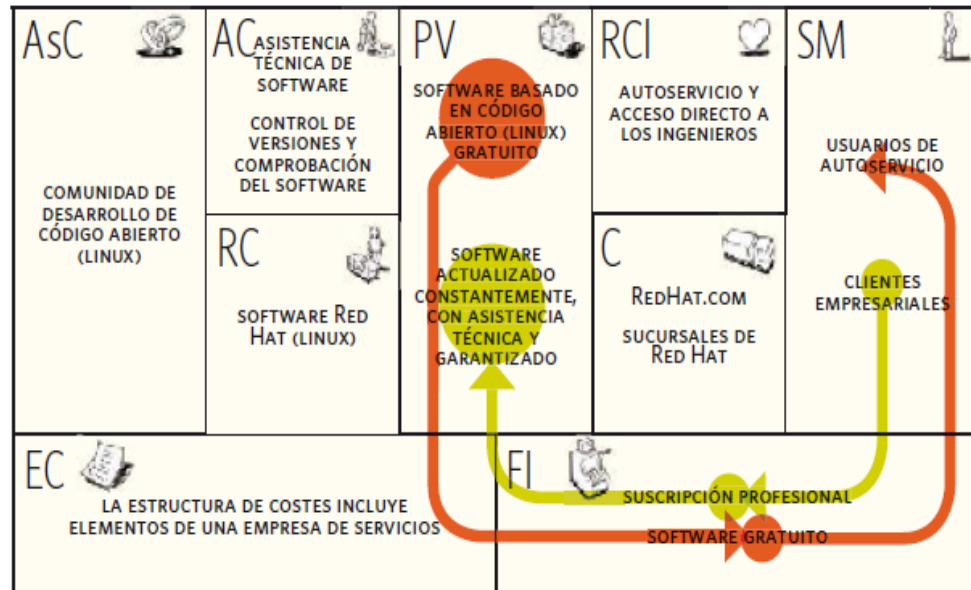 AsC
COMUNIDAD DE
DESARROLLO DE
CÓDIGO ABIERTO
(LINUX)
AC
ASISTENCIA
TÉCNICA DE
SOFTWARE
CONTROL DE
VERSIONES Y
COMPROBACIÓN
DEL SOFTWARE
RC
SOFTWARE RED
HAT (LINUX)
PV
SOFTWARE BASADO
EN CÓDIGO
ABIERTO (LINUX)
GRATUITO
SOFTWARE
ACTUALIZADO
CONSTANTEMENTE,
CON ASISTENCIA
TÉCNICA Y
GARANTIZADO
RCl
AUTOSERVICIO Y
ACCESO DIRECTO A
LOS INGENIEROS
C
REDHAT.COM
SUCURSALES DE
RED HAT
SM
USUARIOS DE
AUTOSERVICIO
CLIENTES
EMPRESARIALES
EC
LA ESTRUCTURA DE COSTES INCLUYE
ELEMENTOS DE UNA EMPRESA DE SERVICIOS
FI
SUSCRIPCIÓN PROFESIONAL
SOFTWARE GRATUITO